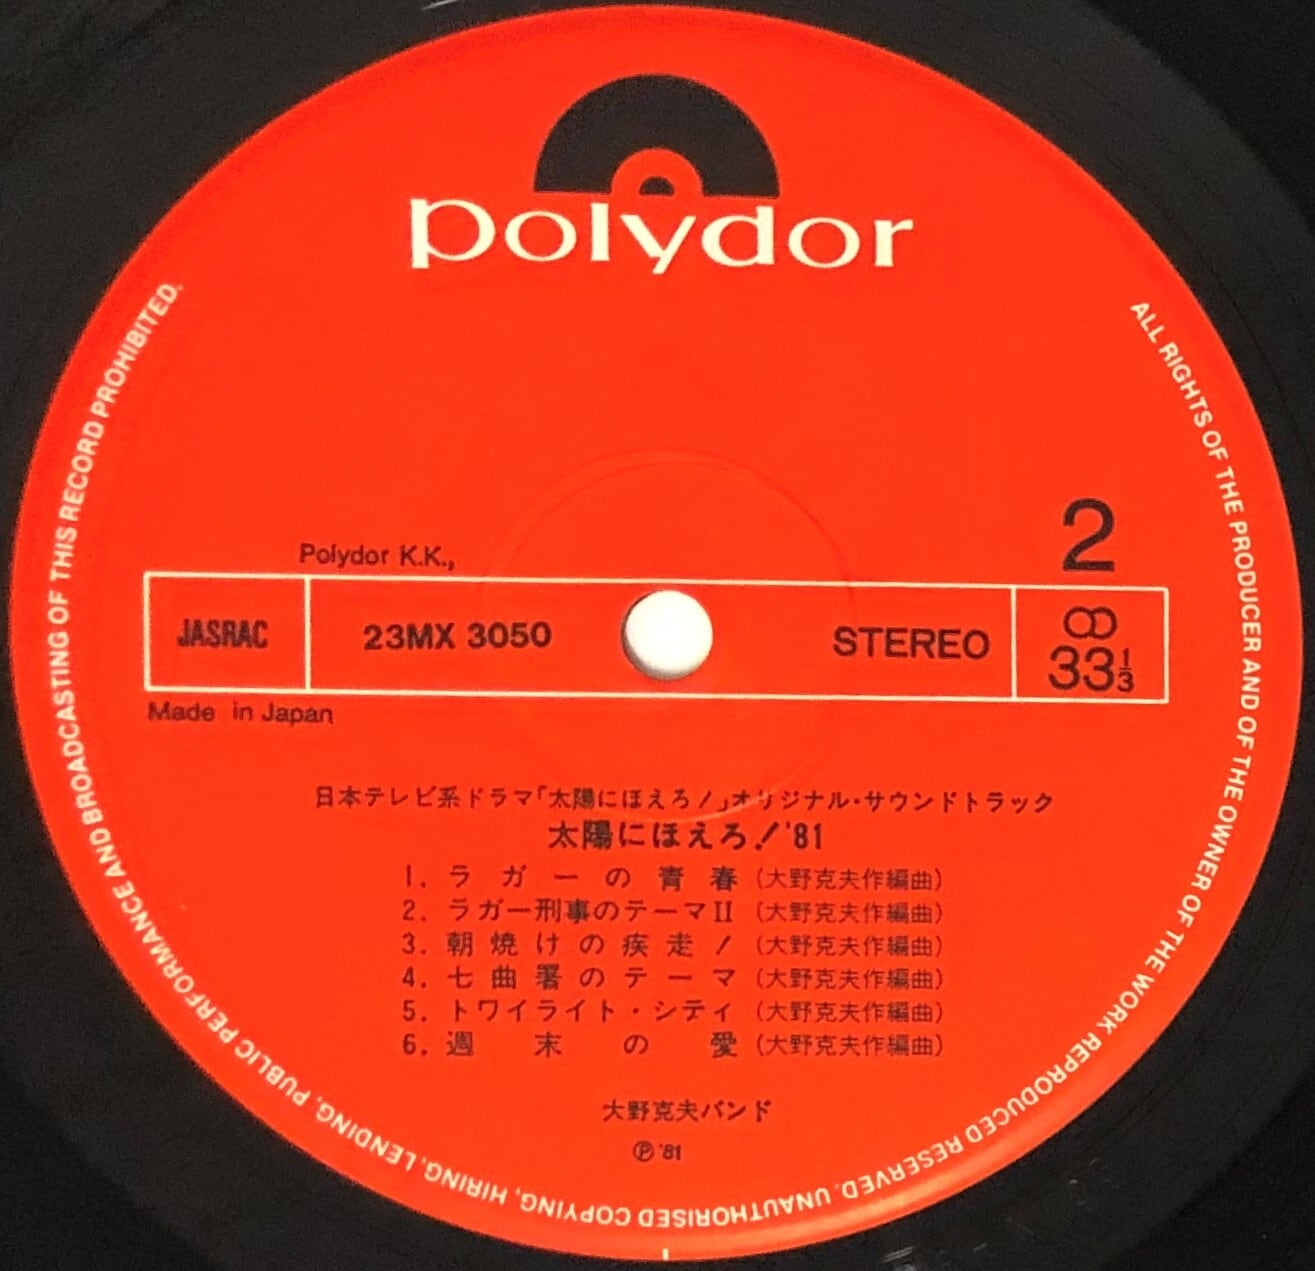 polydor
Polydor K.K.,
2
JASRAC
23MX 3050
STEREO
33 1/3
Made in Japan
日本テレビ系ドラマ「太陽にほえろ!」オリジナル・サウンドトラック
太陽にほえろ!'81
1. ラガーの青春 (大野克夫作編曲)
2. ラガー刑事のテーマII (大野克夫作編曲)
3. 朝焼けの疾走! (大野克夫作編曲)
4. 七曲署のテーマ (大野克夫作編曲)
5. トワイライト・シティ (大野克夫作編曲)
6. 週末の愛 (大野克夫作編曲)
大野克夫バンド
Ⓟ '81
ALL RIGHTS OF THE PRODUCER AND OF THE OWNER OF THE WORK REPRODUCED RESERVED. UNAUTHORISED COPYING, HIRING, LENDING, PUBLIC PERFORMANCE AND BROADCASTING OF THIS RECORD PROHIBITED.